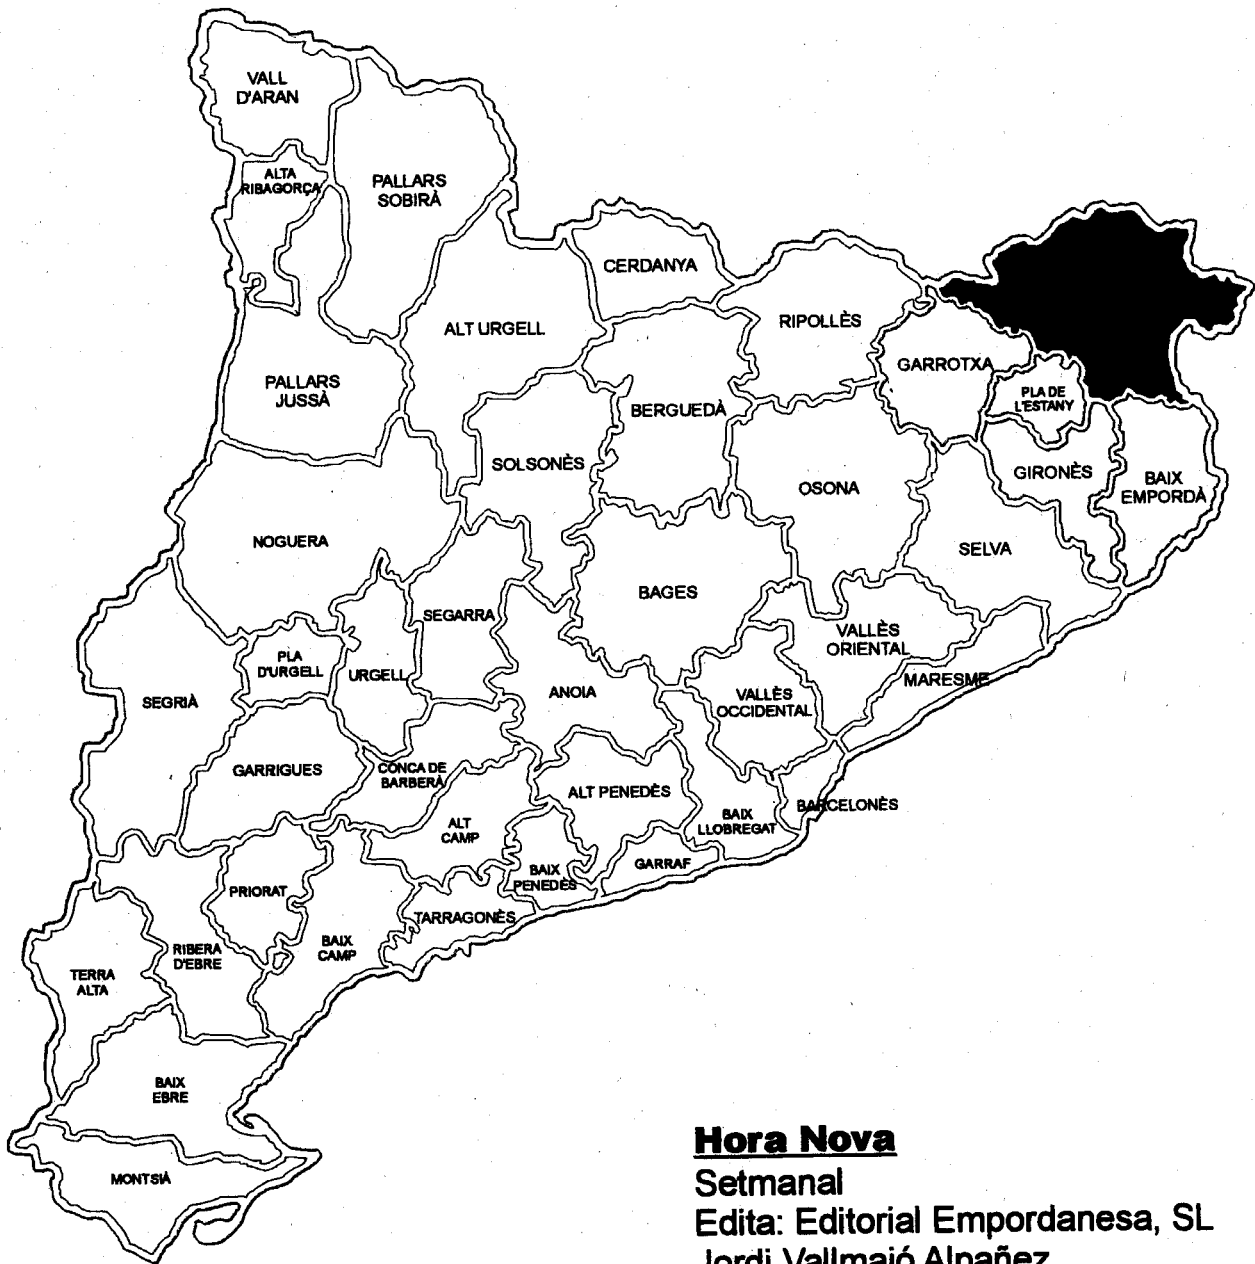 VALL
D'ARAN
ALTA
RIBAGORÇA
PALLARS
SOBIRÀ
CERDANYA
ALT URGELL
RIPOLLÈS
GARROTXA
PALLARS
JUSSÀ
PLA DE
L'ESTANY
BERGUEDÀ
SOLSONÈS
OSONA
GIRONÈS
BAIX
EMPORDÀ
NOGUERA
SELVA
BAGES
SEGARRA
VALLÈS
ORIENTAL
PLA
D'URGELL
URGELL
SEGRIÀ
ANOIA
VALLÈS
OCCIDENTAL
MARESME
GARRIGUES
CONCA DE
BARBERÀ
ALT PENEDÈS
BARCELONÈS
BAIX
LLOBREGAT
ALT
CAMP
GARRAF
BAIX
PENEDÈS
PRIORAT
TARRAGONÈS
RIBERA
D'EBRE
BAIX
CAMP
TERRA
ALTA
BAIX
EBRE
MONTSIÀ
Hora Nova
Setmanal
Edita: Editorial Empordanesa, SL
Jordi Vallmajó Alpañez